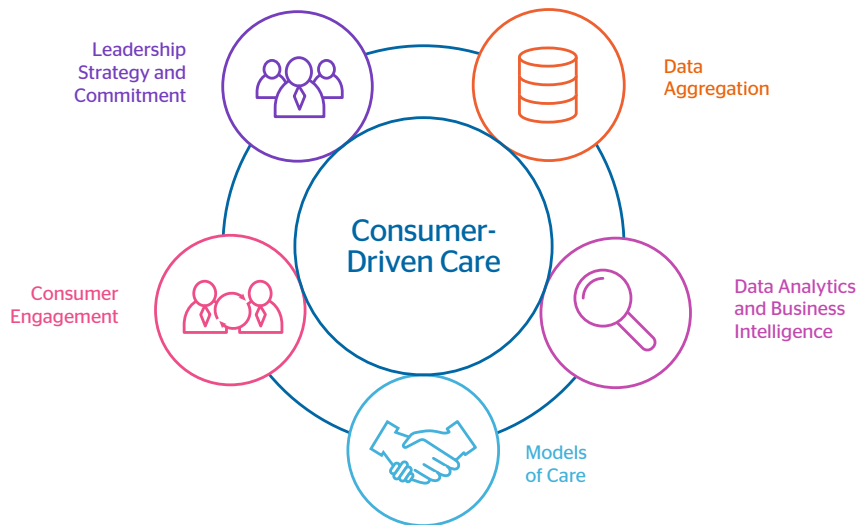 Leadership
Strategy and
Commitment
Data
Aggregation
Consumer-
Driven Care
Consumer
Engagement
Data Analytics
and Business
Intelligence
Models
of Care